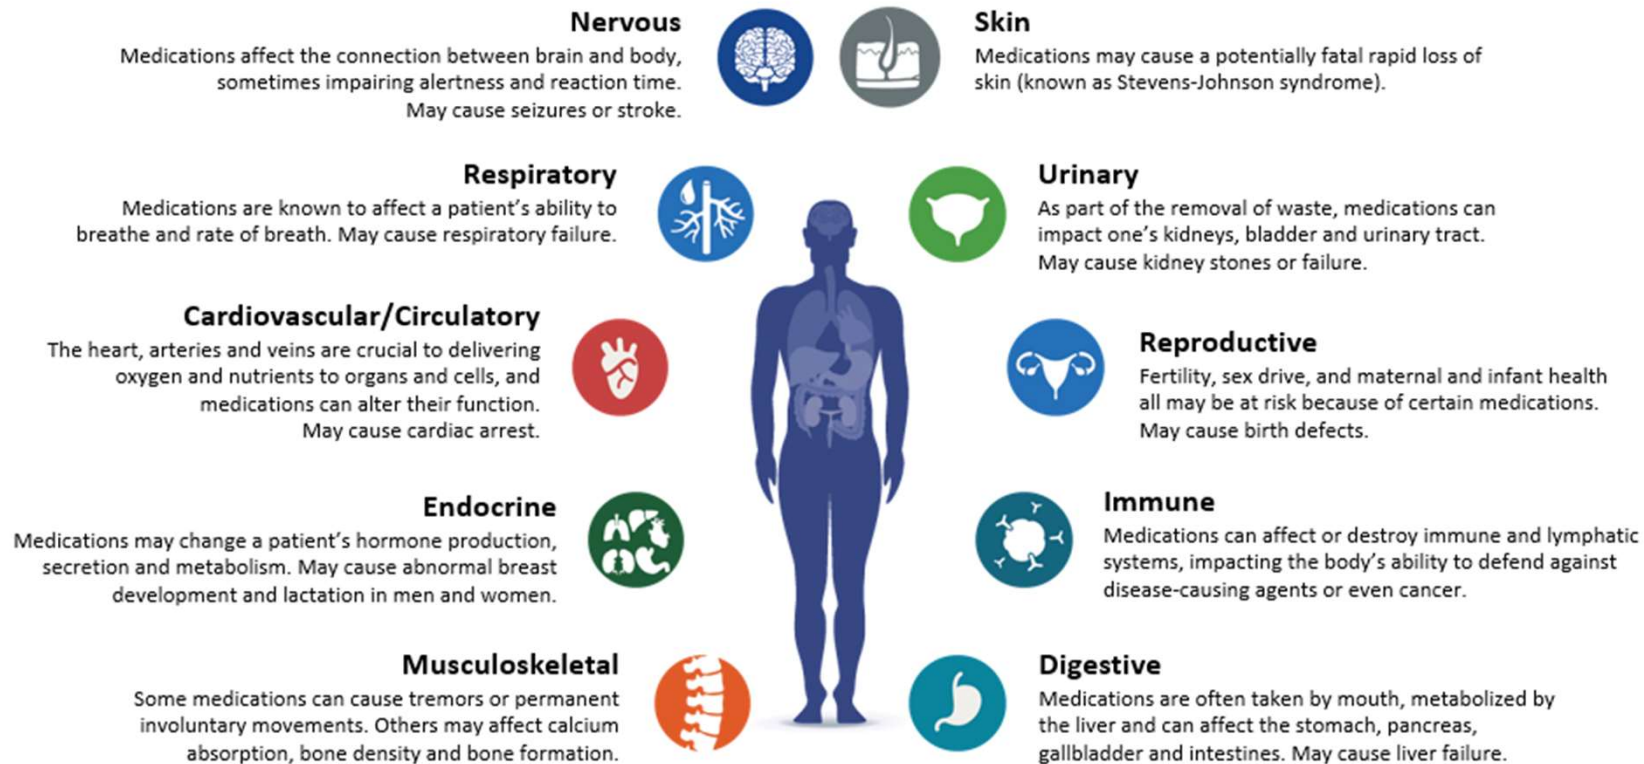 Nervous
Medications affect the connection between brain and body,
sometimes impairing alertness and reaction time.
May cause seizures or stroke.
Skin
Medications may cause a potentially fatal rapid loss of
skin (known as Stevens-Johnson syndrome).
Respiratory
Medications are known to affect a patient's ability to
breathe and rate of breath. May cause respiratory failure.
Urinary
As part of the removal of waste, medications can
impact one's kidneys, bladder and urinary tract.
May cause kidney stones or failure.
Cardiovascular/Circulatory
The heart, arteries and veins are crucial to delivering
oxygen and nutrients to organs and cells, and
medications can alter their function.
May cause cardiac arrest.
Reproductive
Fertility, sex drive, and maternal and infant health
all may be at risk because of certain medications.
May cause birth defects.
Endocrine
Medications may change a patient's hormone production,
secretion and metabolism. May cause abnormal breast
development and lactation in men and women.
Immune
Medications can affect or destroy immune and lymphatic
systems, impacting the body's ability to defend against
disease-causing agents or even cancer.
Musculoskeletal
Some medications can cause tremors or permanent
involuntary movements. Others may affect calcium
absorption, bone density and bone formation.
Digestive
Medications are often taken by mouth, metabolized by
the liver and can affect the stomach, pancreas,
gallbladder and intestines. May cause liver failure.